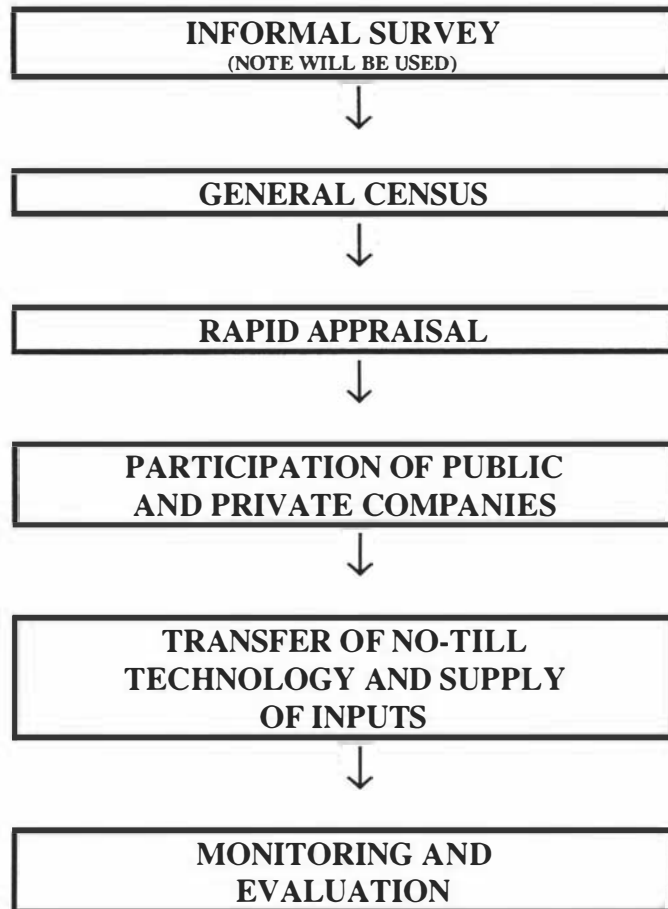 INFORMAL SURVEY
(NOTE WILL BE USED)
GENERAL CENSUS
RAPID APPRAISAL
PARTICIPATION OF PUBLIC
AND PRIVATE COMPANIES
TRANSFER OF NO-TILL
TECHNOLOGY AND SUPPLY
OF INPUTS
MONITORING AND
EVALUATION